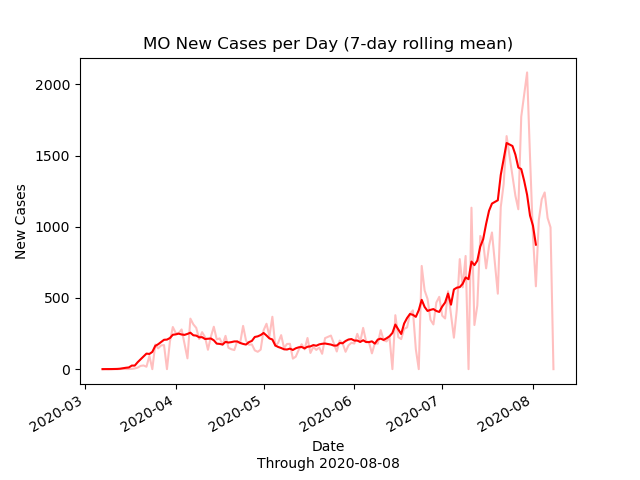 MO New Cases per Day (7-day rolling mean)
2000
1500
1000
500
0
New Cases
2020-03
2020-04
2020-05
2020-06
2020-07
2020-08
Date
Through 2020-08-08